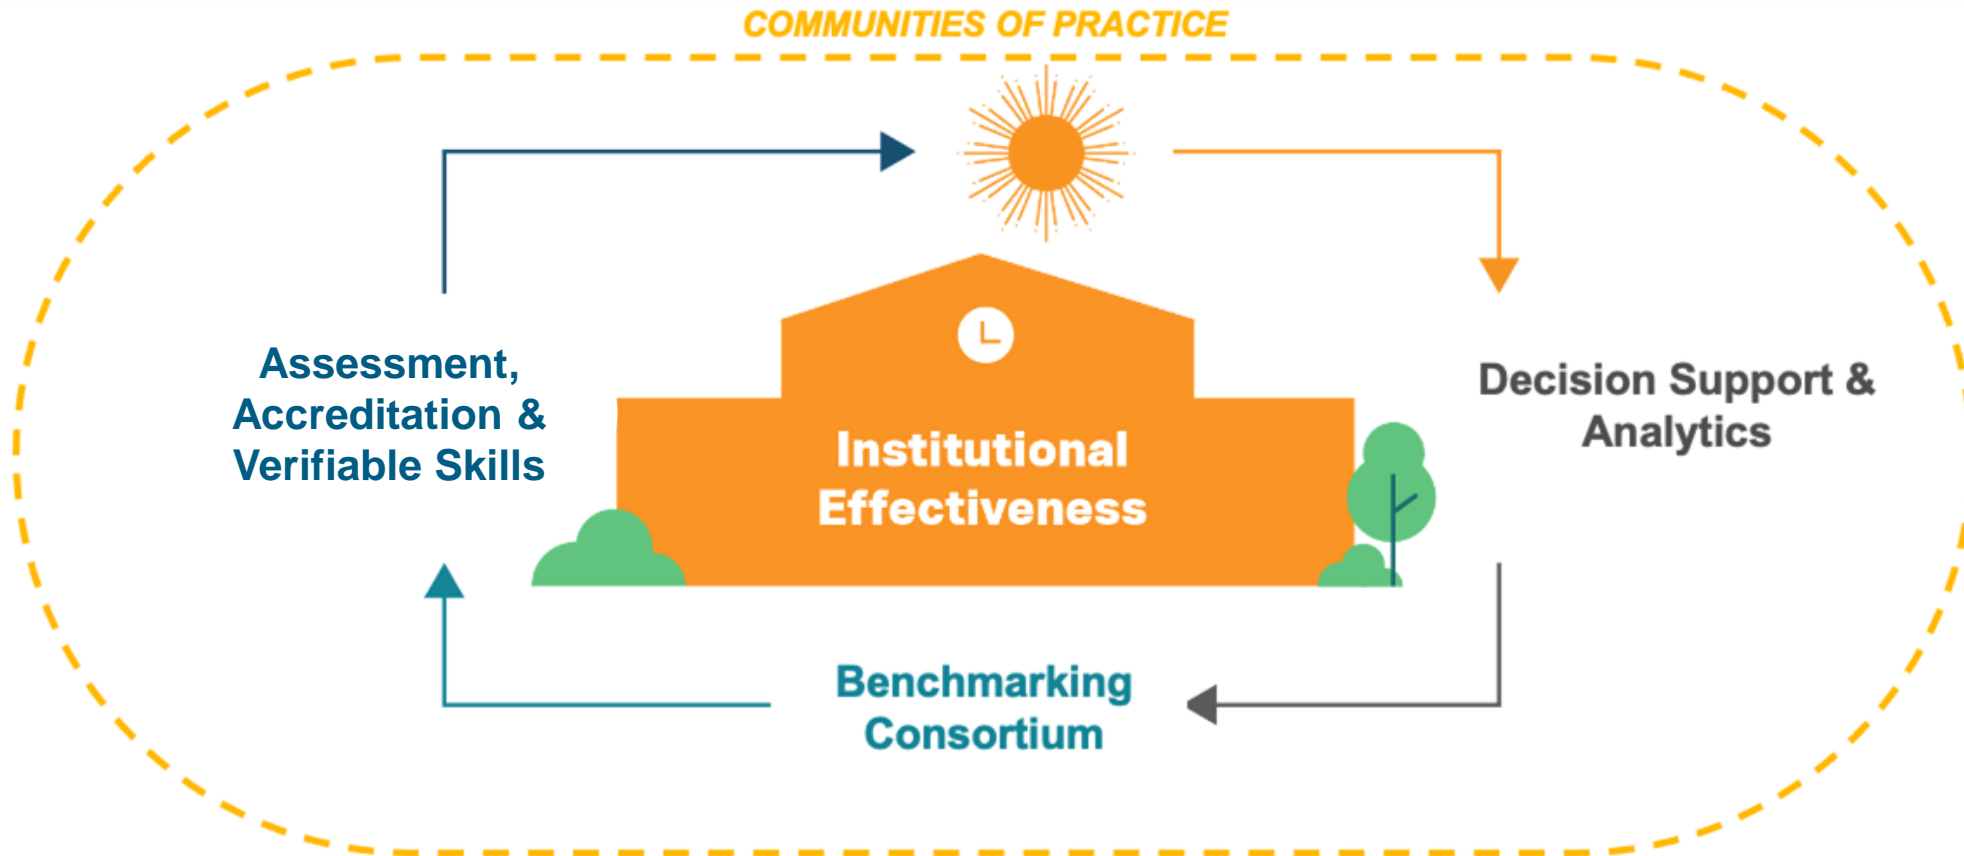 COMMUNITIES OF PRACTICE
Assessment,
Accreditation &
Verifiable Skills
Institutional
Effectiveness
Decision Support &
Analytics
Benchmarking
Consortium